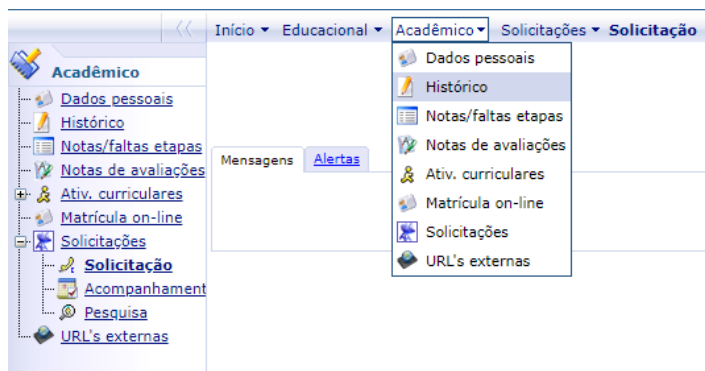 Início Educacional Acadêmico Solicitações Solicitação
Acadêmico
Dados pessoais
Histórico
Notas/faltas etapas
Notas de avaliações
Ativ. curriculares
Matrícula on-line
Solicitações
Solicitação
Acompanhament
Pesquisa
URL's externas
Mensagens Alertas
Dados pessoais
Histórico
Notas/faltas etapas
Notas de avaliações
Ativ. curriculares
Matrícula on-line
Solicitações
URL's externas